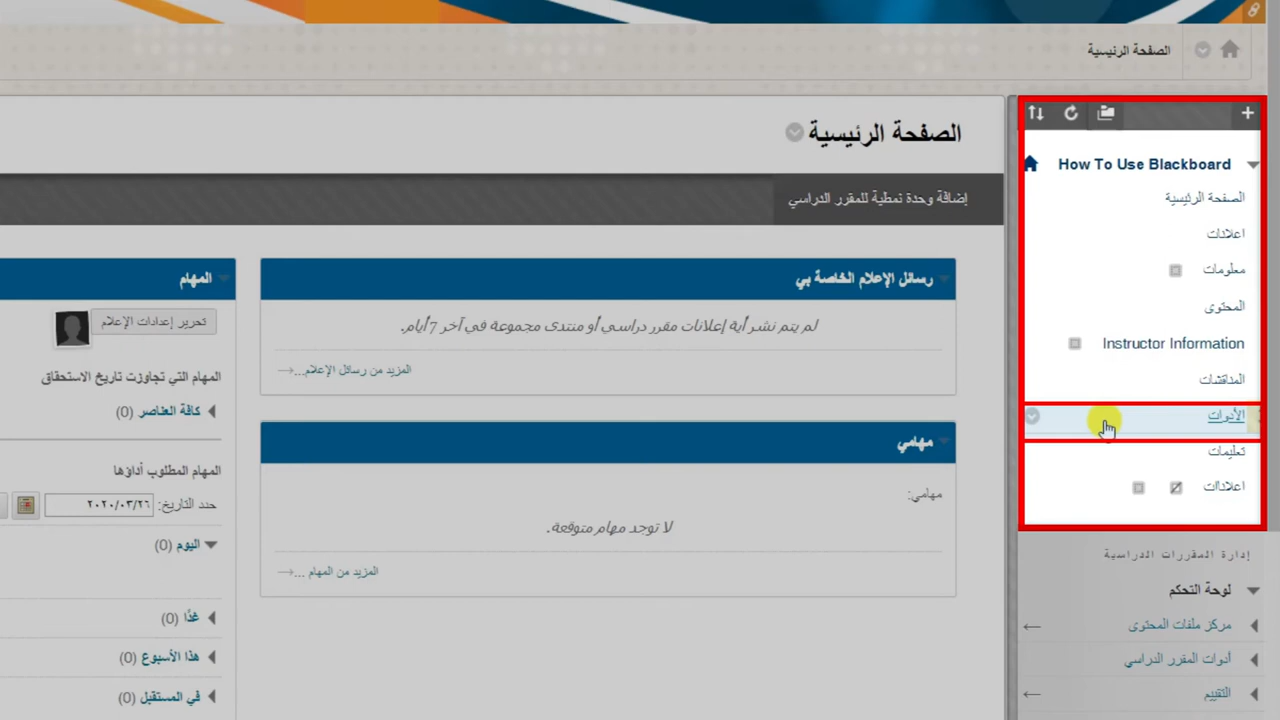 الصفحة الرئيسية
How To Use Blackboard
الصفحة الرئيسية
اعلانات
معلومات
المحتوى
Instructor Information
المناقشات
الأدوات
تعليمات
اعلاناات
إدارة المقررات الدراسية
لوحة التحكم
مركز ملفات المحتوى
أدوات المقرر الدراسي
التقييم
الصفحة الرئيسية
إضافة وحدة نمطية للمقرر الدراسي
رسائل الإعلام الخاصة بي
لم يتم نشر أية إعلانات مقرر دراسي أو منتدى مجموعة في آخر 7 أيام.
المزيد من رسائل الإعلام...
مهامي
مهامي:
لا توجد مهام متوقعة.
المزيد من المهام ...
المهام
تحرير إعدادات الإعلام
المهام التي تجاوزت تاريخ الاستحقاق
كافة العناصر (0)
المهام المطلوب أداؤها
حدد التاريخ: ٢٠٢٠/٠٣/٢٦
اليوم (0)
غدًا (0)
هذا الأسبوع (0)
في المستقبل (0)